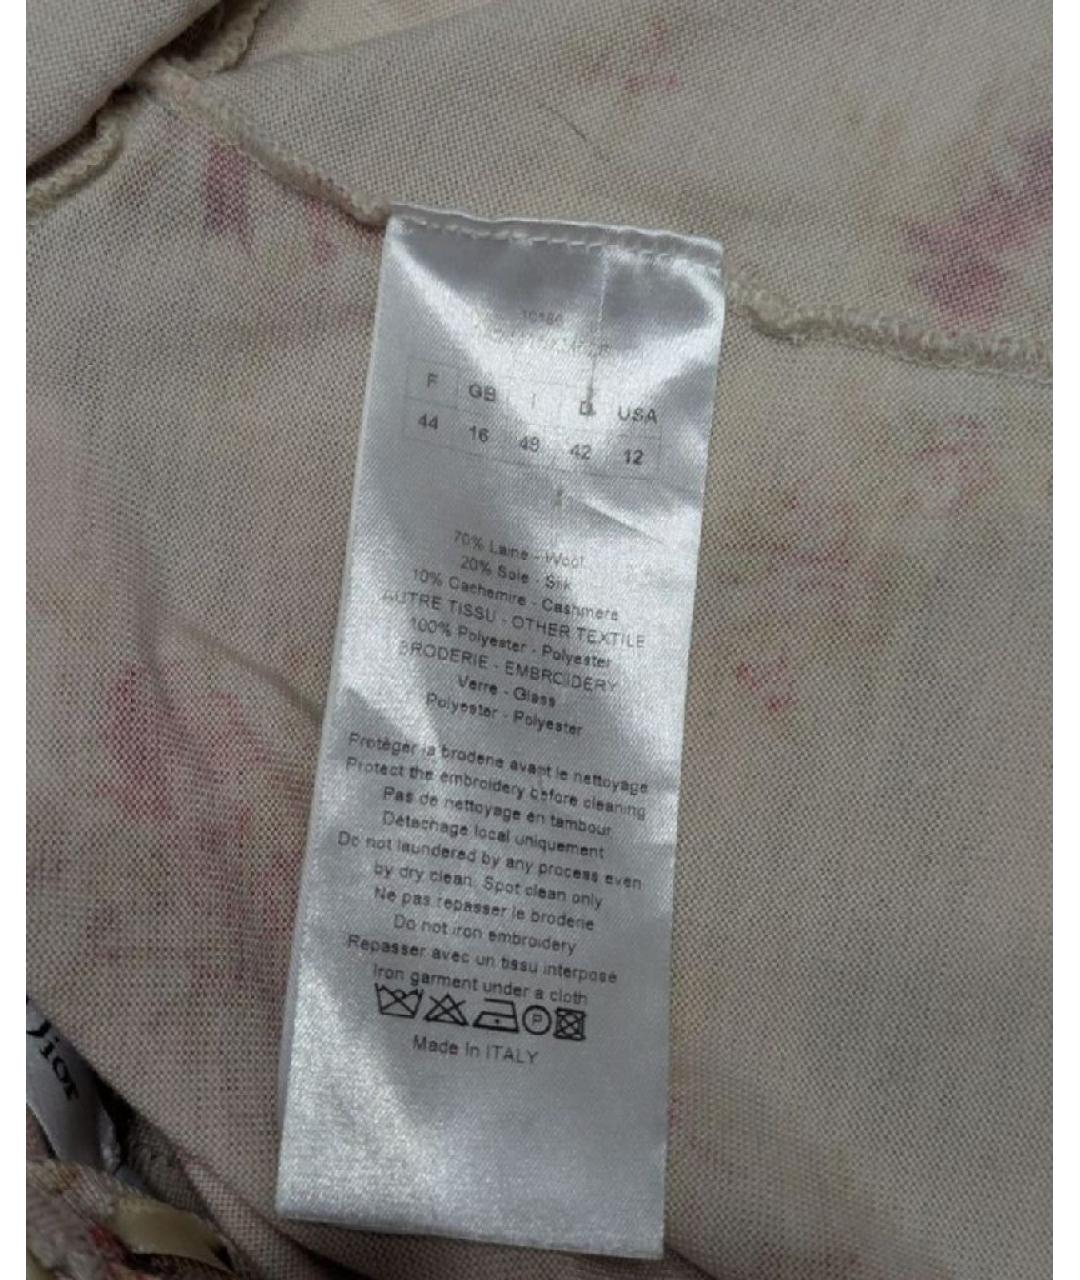 F GB I D USA
44 16 48 42 12
70% Laine - Wool
20% Soie - Silk
10% Cachemire - Cashmere
AUTRE TISSU - OTHER TEXTILE
100% Polyester - Polyester
BRODERIE - EMBROIDERY
Verre - Glass
Polyester - Polyester
Protéger la broderie avant le nettoyage
Protect the embroidery before cleaning
Pas de nettoyage en tambour
Détachage local uniquement
Do not laundered by any process even
by dry clean. Spot clean only
Ne pas repasser le broderie
Do not iron embroidery
Repasser avec un tissu interposé
Iron garment under a cloth
P
Made in ITALY
Dior